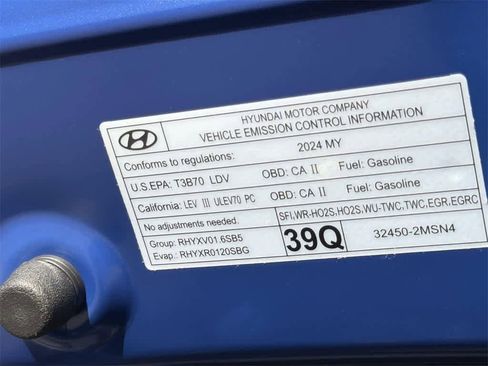 HYUNDAI MOTOR COMPANY
VEHICLE EMISSION CONTROL INFORMATION
Conforms to regulations: 2024 MY
U.S.EPA: T3B70 LDV OBD: CA II Fuel: Gasoline
California: LEV III ULEV70 PC OBD: CA II Fuel: Gasoline
No adjustments needed. SFI,WR-HO2S,HO2S,WU-TWC,TWC,EGR,EGRC
Group: RHYXV01.6SB5
Evap.: RHYXR0120SBG
39Q
32450-2MSN4